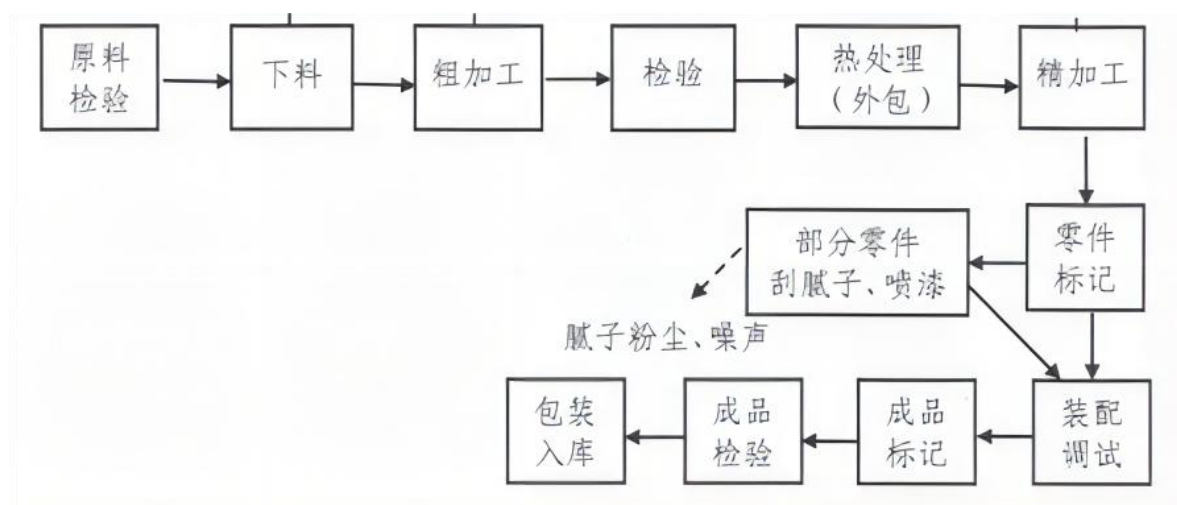 原料
检验
下料
粗加工
检验
热处理
（外包）
精加工
零件
标记
部分零件
刮腻子、喷漆
腻子粉尘、噪声
装配
调试
成品
标记
成品
检验
包装
入库